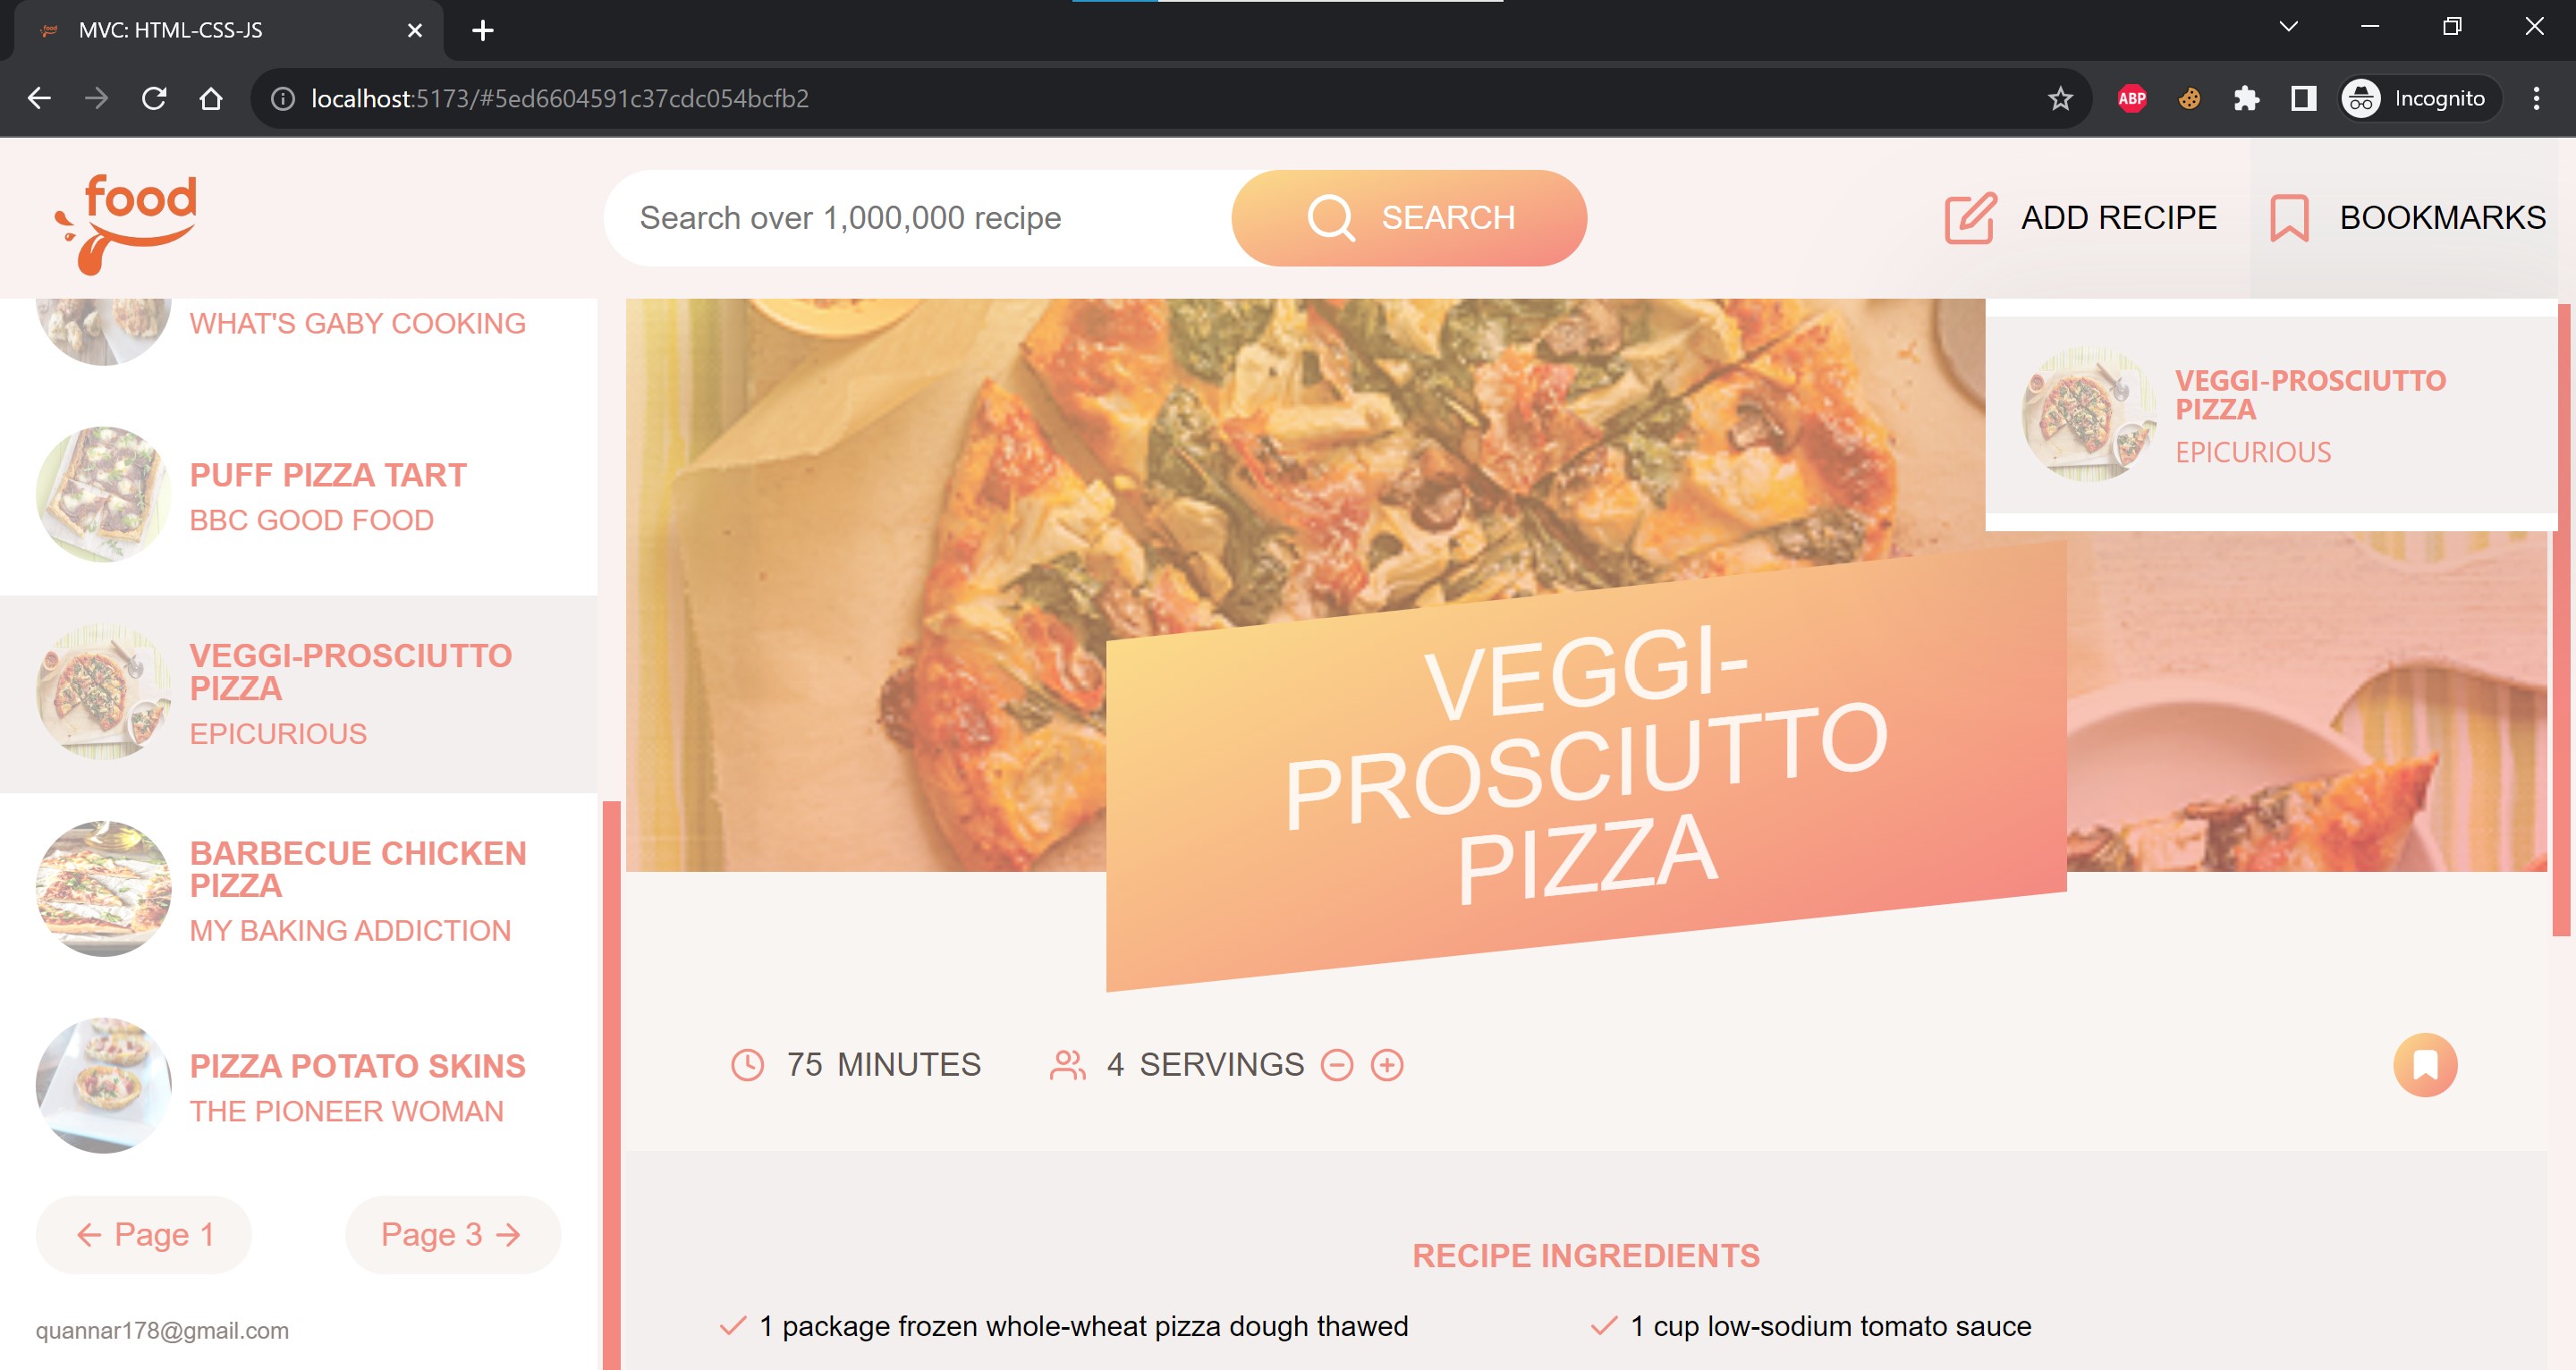 MVC: HTML-CSS-JS
localhost:5173/#5ed6604591c37cdc054bcfb2
ABP
Incognito
food
Search over 1,000,000 recipe
SEARCH
ADD RECIPE
BOOKMARKS
WHAT'S GABY COOKING
PUFF PIZZA TART
BBC GOOD FOOD
VEGGI-PROSCIUTTO
PIZZA
EPICURIOUS
BARBECUE CHICKEN
PIZZA
MY BAKING ADDICTION
PIZZA POTATO SKINS
THE PIONEER WOMAN
← Page 1
Page 3 →
quannar178@gmail.com
VEGGI-PROSCIUTTO
PIZZA
EPICURIOUS
VEGGI-
PROSCIUTTO
PIZZA
75 MINUTES
4 SERVINGS
RECIPE INGREDIENTS
1 package frozen whole-wheat pizza dough thawed
1 cup low-sodium tomato sauce